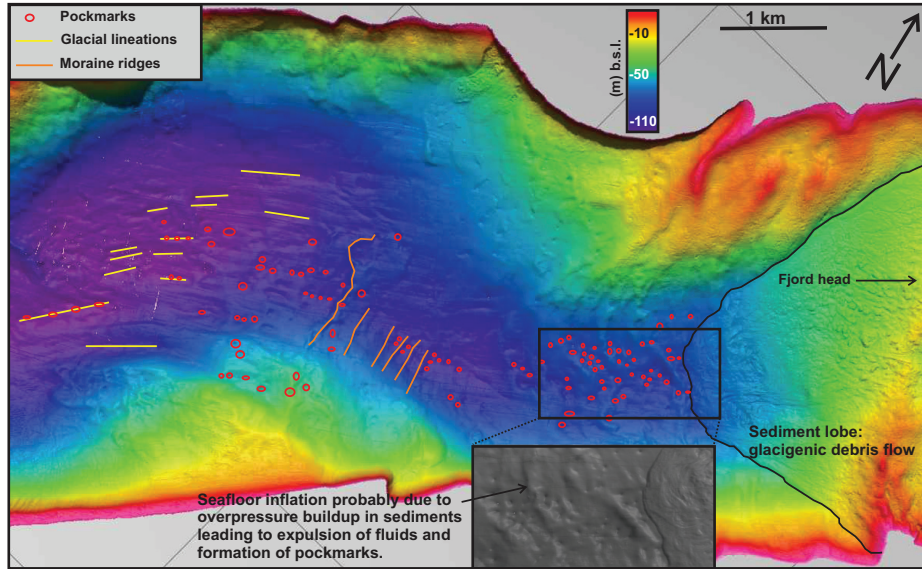 Pockmarks
Glacial lineations
Moraine ridges
-10
-50
-110
(m) b.s.l.
1 km
N
Fjord head
Sediment lobe:
glacigenic debris flow
Seafloor inflation probably due to
overpressure buildup in sediments
leading to expulsion of fluids and
formation of pockmarks.